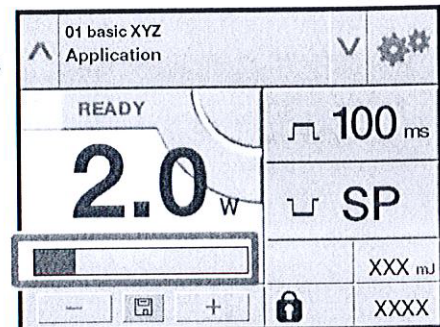 01 basic XYZ
Application
READY
2.0 W
100 ms
SP
XXX mJ
− +
XXXX